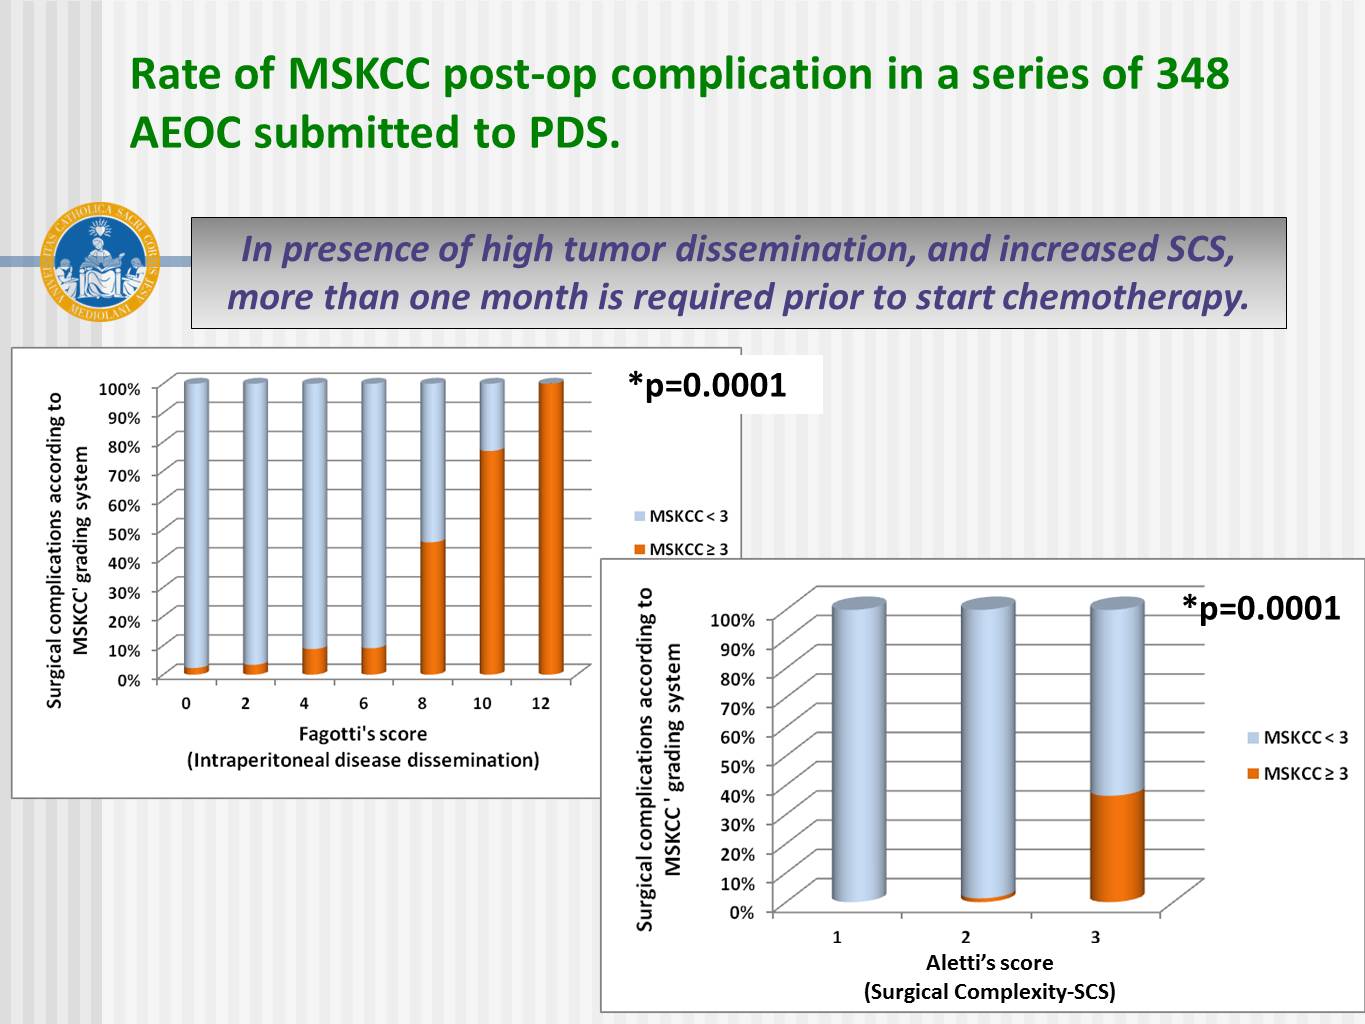 Rate of MSKCC post-op complication in a series of 348
AEOC submitted to PDS.
In presence of high tumor dissemination, and increased SCS,
more than one month is required prior to start chemotherapy.
*p=0.0001
Surgical complications according to
MSKCC' grading system
100%
90%
80%
70%
60%
50%
40%
30%
20%
10%
0%
0 2 4 6 8 10 12
Fagotti's score
(Intraperitoneal disease dissemination)
MSKCC < 3
MSKCC ≥ 3
*p=0.0001
Surgical complications according to
MSKCC ' grading system
100%
90%
80%
70%
60%
50%
40%
30%
20%
10%
0%
1 2 3
Aletti’s score
(Surgical Complexity-SCS)
MSKCC < 3
MSKCC ≥ 3